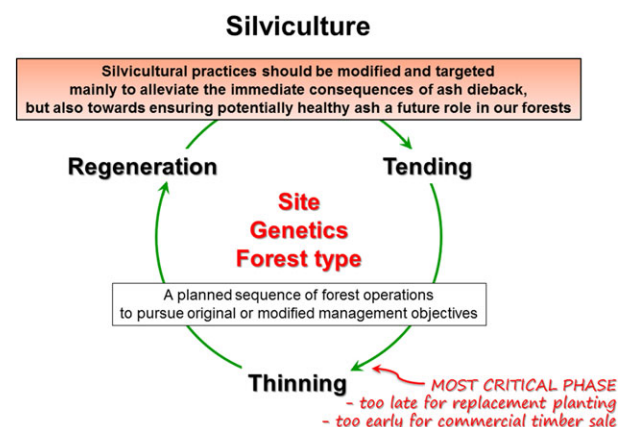 Silviculture
Silvicultural practices should be modified and targeted
mainly to alleviate the immediate consequences of ash dieback,
but also towards ensuring potentially healthy ash a future role in our forests
Regeneration
Tending
Site
Genetics
Forest type
A planned sequence of forest operations
to pursue original or modified management objectives
Thinning
MOST CRITICAL PHASE
- too late for replacement planting
- too early for commercial timber sale